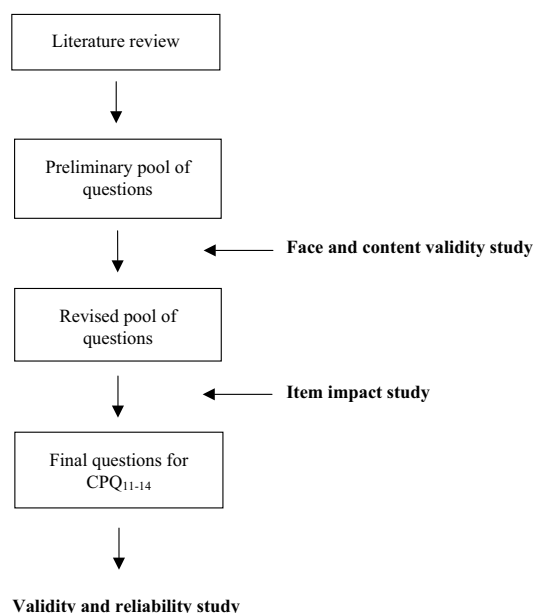 Literature review
Preliminary pool of
questions
Face and content validity study
Revised pool of
questions
Item impact study
Final questions for
CPQ11-14
Validity and reliability study